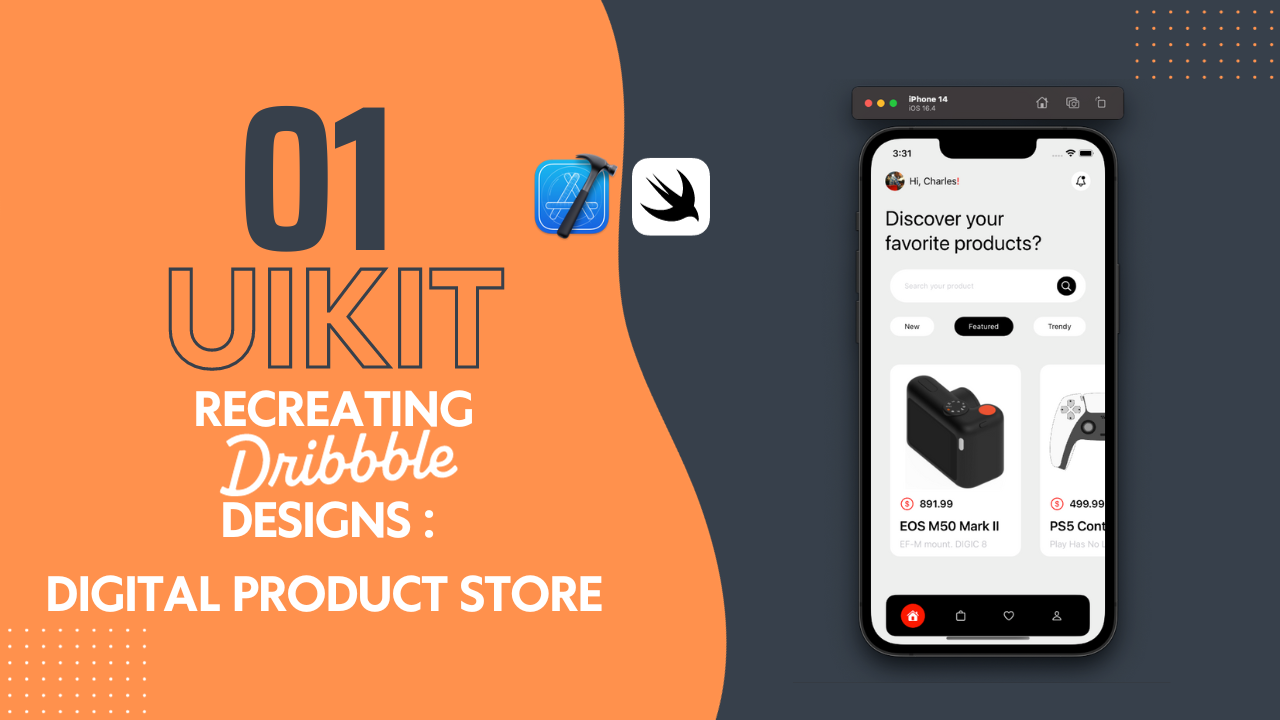 01
UIKIT
RECREATING
Dribbble
DESIGNS :
DIGITAL PRODUCT STORE
iPhone 14
iOS 16.4
3:31
Hi, Charles!
Discover your
favorite products?
Search your product
New
Featured
Trendy
$ 891.99
EOS M50 Mark II
EF-M mount. DIGIC 8
$ 499.99
PS5 Cont
Play Has No L